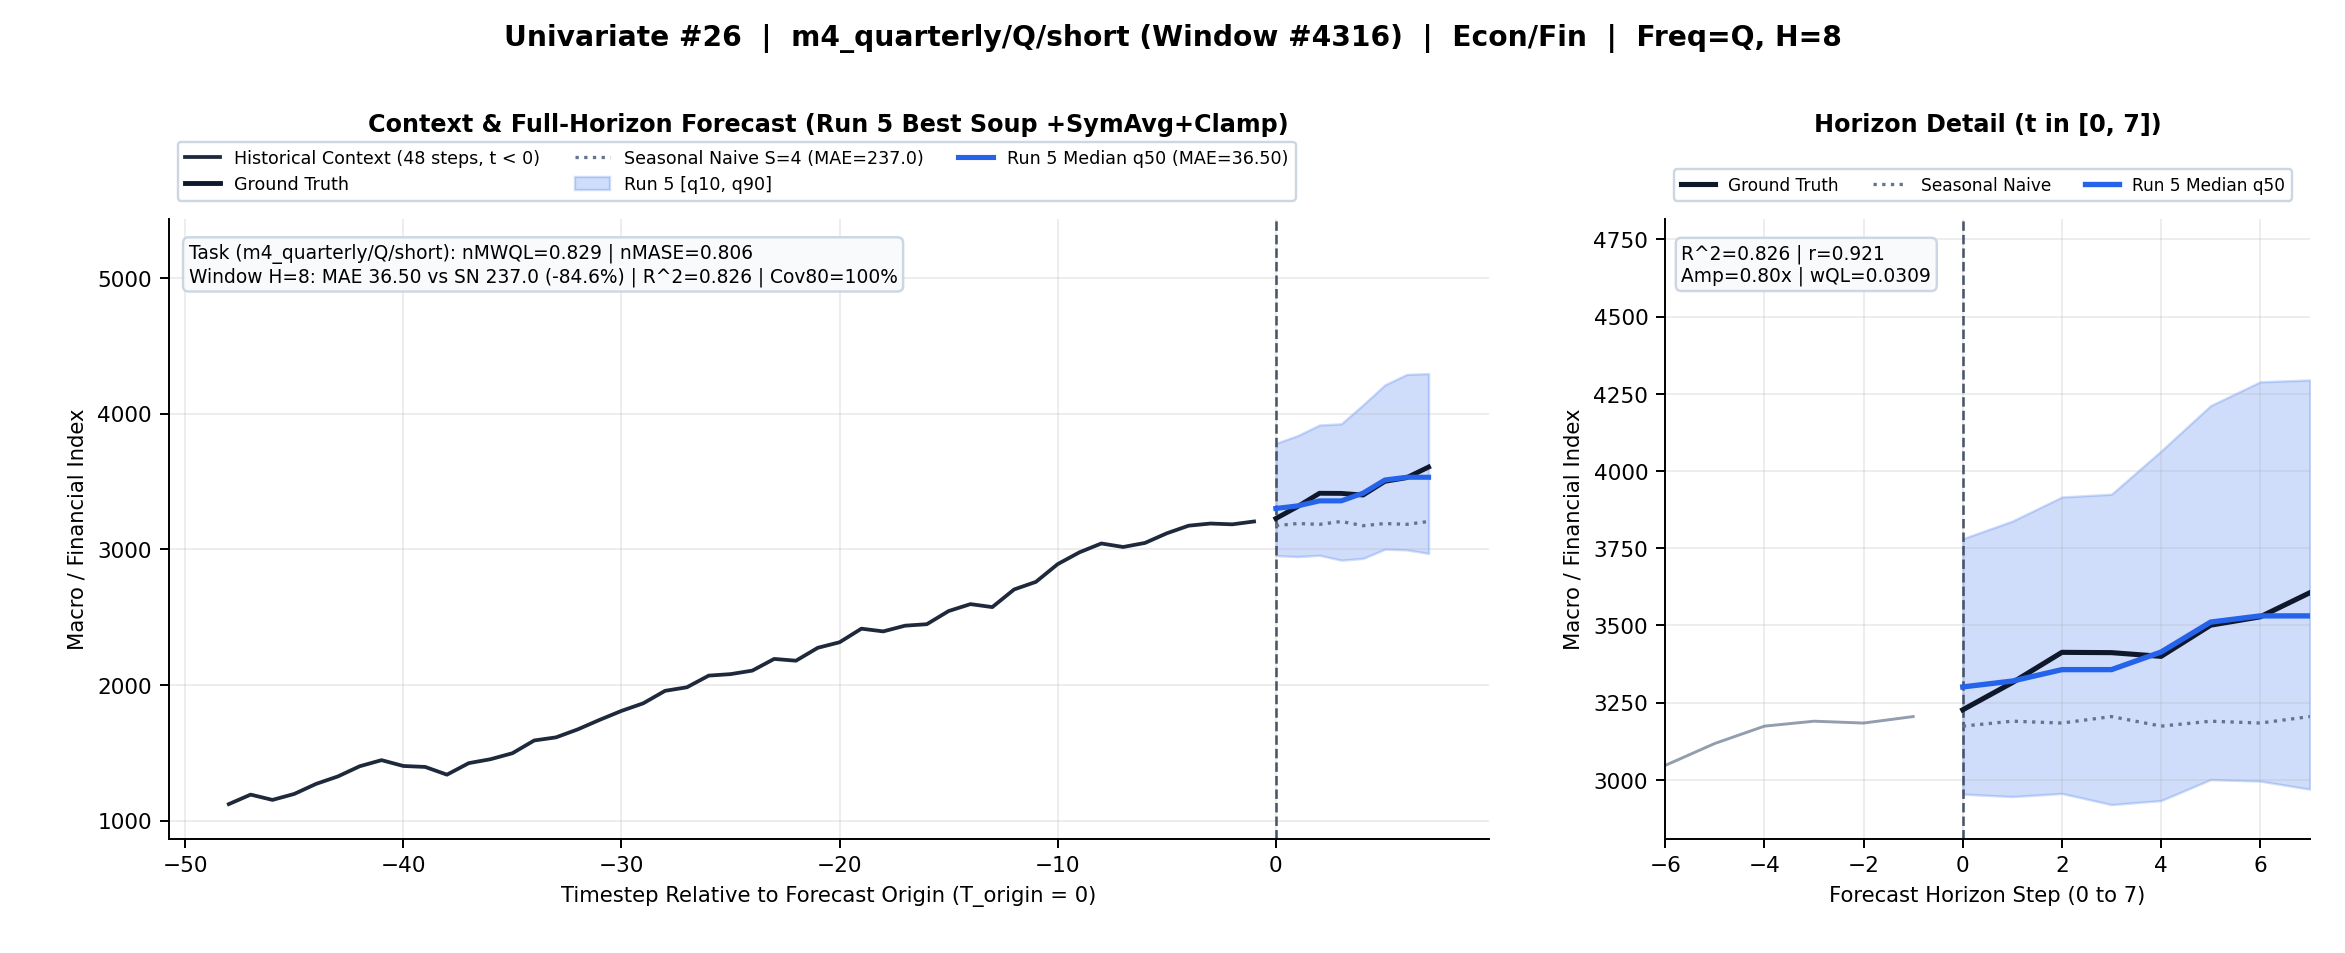 Univariate #26 | m4_quarterly/Q/short (Window #4316) | Econ/Fin | Freq=Q, H=8
Context & Full-Horizon Forecast (Run 5 Best Soup +SymAvg+Clamp)
Historical Context (48 steps, t < 0)
Ground Truth
Seasonal Naive S=4 (MAE=237.0)
Run 5 [q10, q90]
Run 5 Median q50 (MAE=36.50)
Task (m4_quarterly/Q/short): nMWQL=0.829 | nMASE=0.806
Window H=8: MAE 36.50 vs SN 237.0 (-84.6%) | R^2=0.826 | Cov80=100%
Macro / Financial Index
5000
4000
3000
2000
1000
−50
−40
−30
−20
−10
0
Timestep Relative to Forecast Origin (T_origin = 0)
Horizon Detail (t in [0, 7])
Ground Truth
Seasonal Naive
Run 5 Median q50
R^2=0.826 | r=0.921
Amp=0.80x | wQL=0.0309
Macro / Financial Index
4750
4500
4250
4000
3750
3500
3250
3000
−6
−4
−2
0
2
4
6
Forecast Horizon Step (0 to 7)